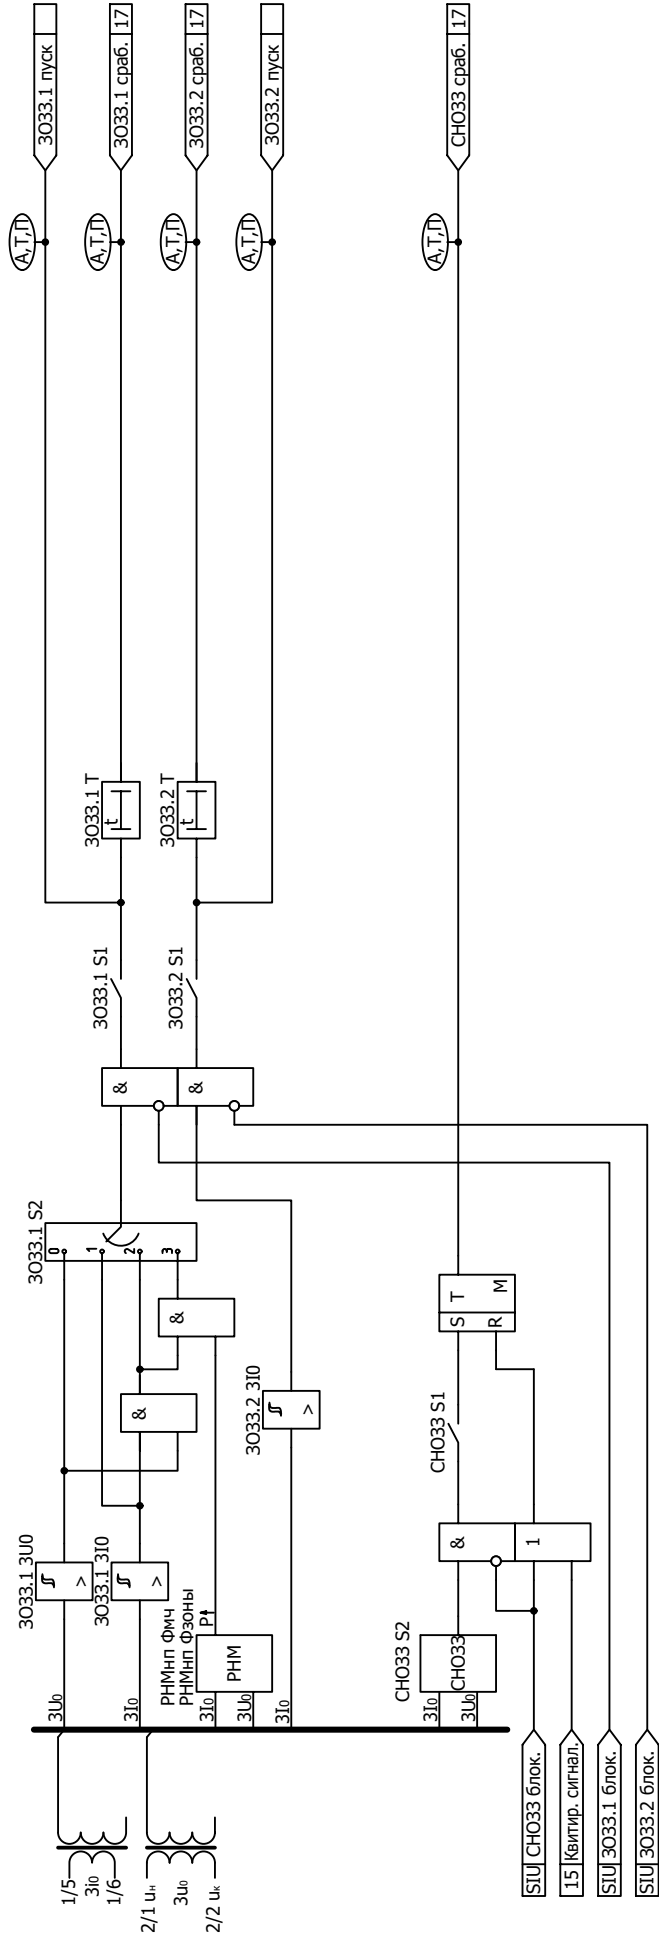 1/5
3i0
1/6
2/1 uн
3u0
2/2 uк
3U0
3I0
3I0
3U0
3I0
3I0
3U0
ЗОЗЗ.1 3U0
>
ЗОЗЗ.1 3I0
>
РНМнп Фмч
РНМнп Фзоны
P
РНМ
&
&
ЗОЗЗ.2 3I0
>
ЗОЗЗ.1 S2
0
1
2
3
&
&
ЗОЗЗ.1 S1
ЗОЗЗ.2 S1
ЗОЗЗ.1 T
t
ЗОЗЗ.2 T
t
А,Т,П
ЗОЗЗ.1 пуск
А,Т,П
ЗОЗЗ.1 сраб. 17
А,Т,П
ЗОЗЗ.2 сраб. 17
А,Т,П
ЗОЗЗ.2 пуск
СНОЗЗ S2
СНОЗЗ
&
1
СНОЗЗ S1
S T
R M
А,Т,П
СНОЗЗ сраб. 17
SIU СНОЗЗ блок.
15 Квитир. сигнал.
SIU ЗОЗЗ.1 блок.
SIU ЗОЗЗ.2 блок.